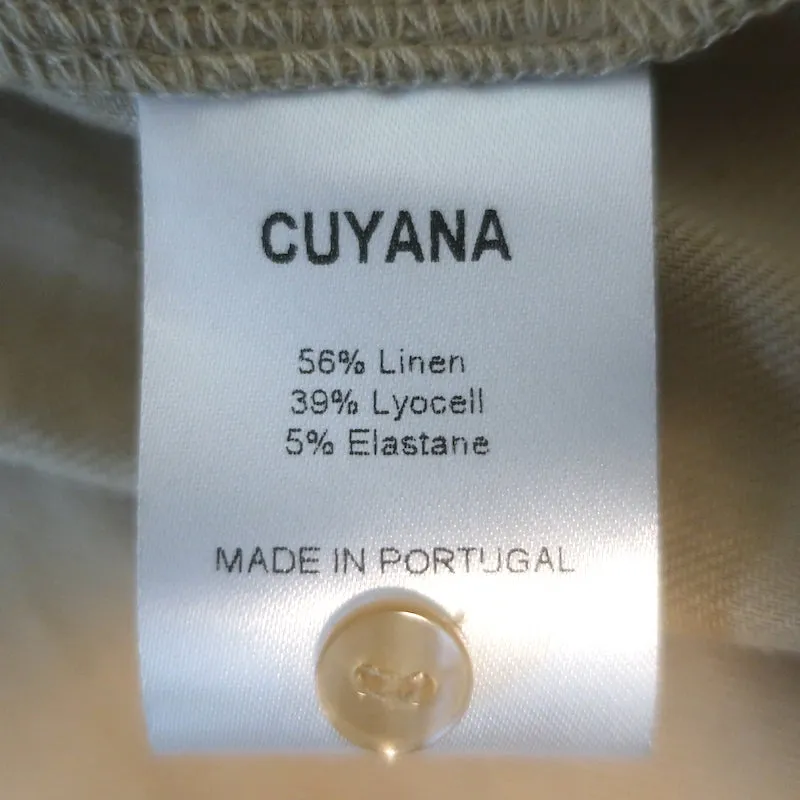 CUYANA
56% Linen
39% Lyocell
5% Elastane
MADE IN PORTUGAL